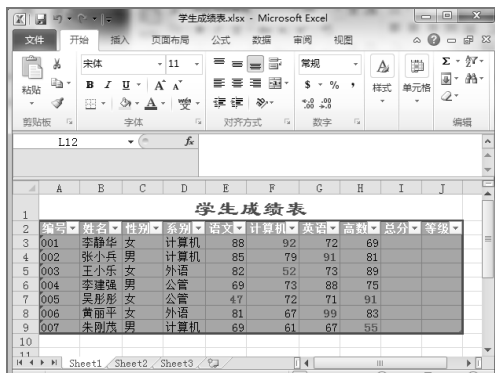 学生成绩表.xlsx - Microsoft Excel
文件 开始 插入 页面布局 公式 数据 审阅 视图
粘贴 宋体 11 常规 样式 单元格
B I U A A $ % ,
剪贴板 字体 对齐方式 数字 编辑
L12 fx
A B C D E F G H I J
1 学生成绩表
2 编号 姓名 性别 系别 语文 计算机 英语 高数 总分 等级
3 001 李静华 女 计算机 88 92 72 69
4 002 张小兵 男 计算机 85 79 91 81
5 003 王小乐 女 外语 82 52 73 89
6 004 李建强 男 公管 69 73 88 75
7 005 吴彤彤 女 公管 47 72 71 91
8 006 黄丽平 女 外语 81 67 99 83
9 007 朱刚茂 男 计算机 69 61 67 55
10
11
Sheet1 Sheet2 Sheet3